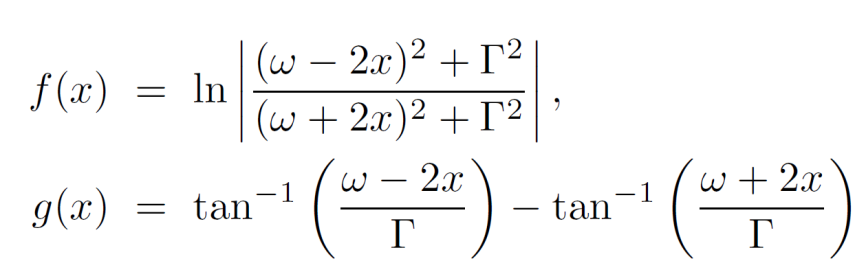 f(x) = ln |((ω − 2x)² + Γ²) / ((ω + 2x)² + Γ²)| ,
g(x) = tan⁻¹ ((ω − 2x) / Γ) − tan⁻¹ ((ω + 2x) / Γ)